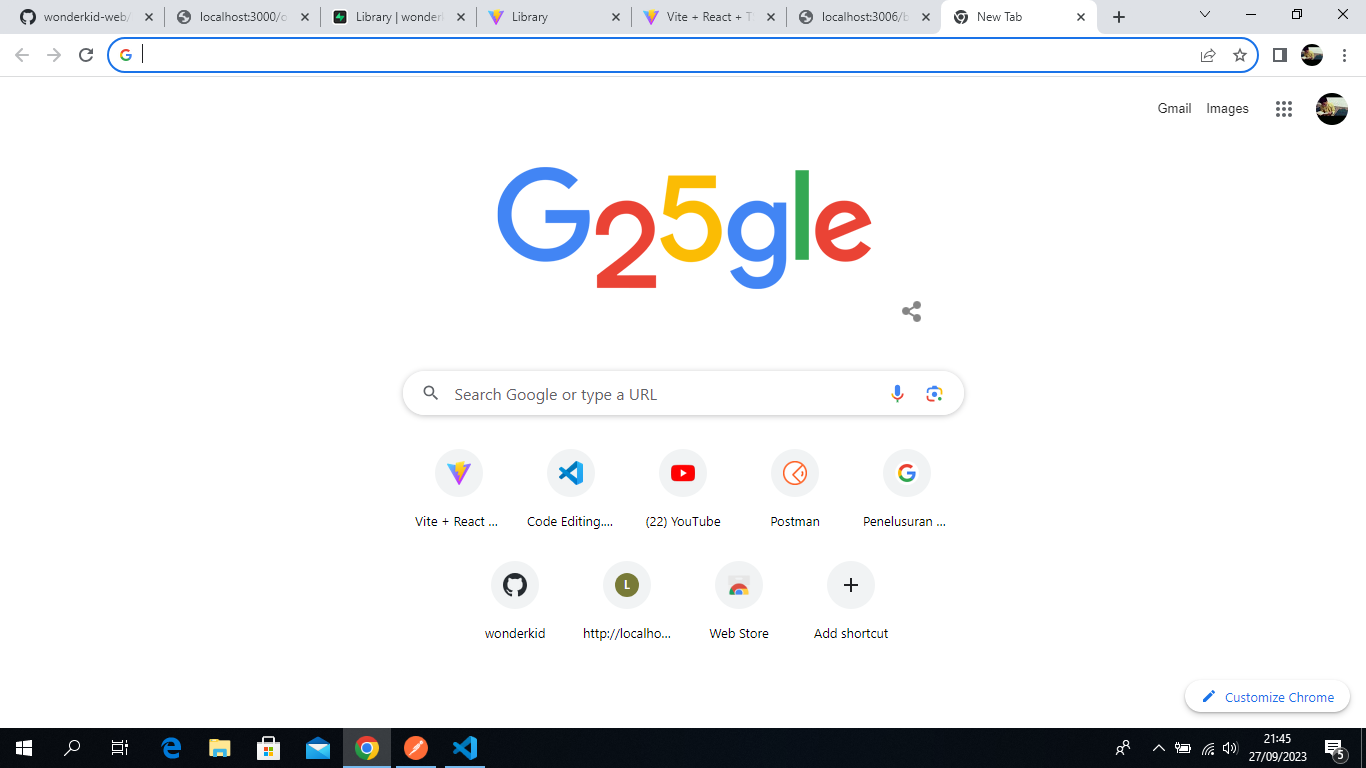 wonderkid-web/
localhost:3000/o
Library | wonderk
Library
Vite + React + T
localhost:3006/b
New Tab
Gmail
Images
G25gle
Search Google or type a URL
Vite + React ...
Code Editing....
(22) YouTube
Postman
Penelusuran ...
wonderkid
L
http://localho...
Web Store
Add shortcut
Customize Chrome
21:45
27/09/2023
5